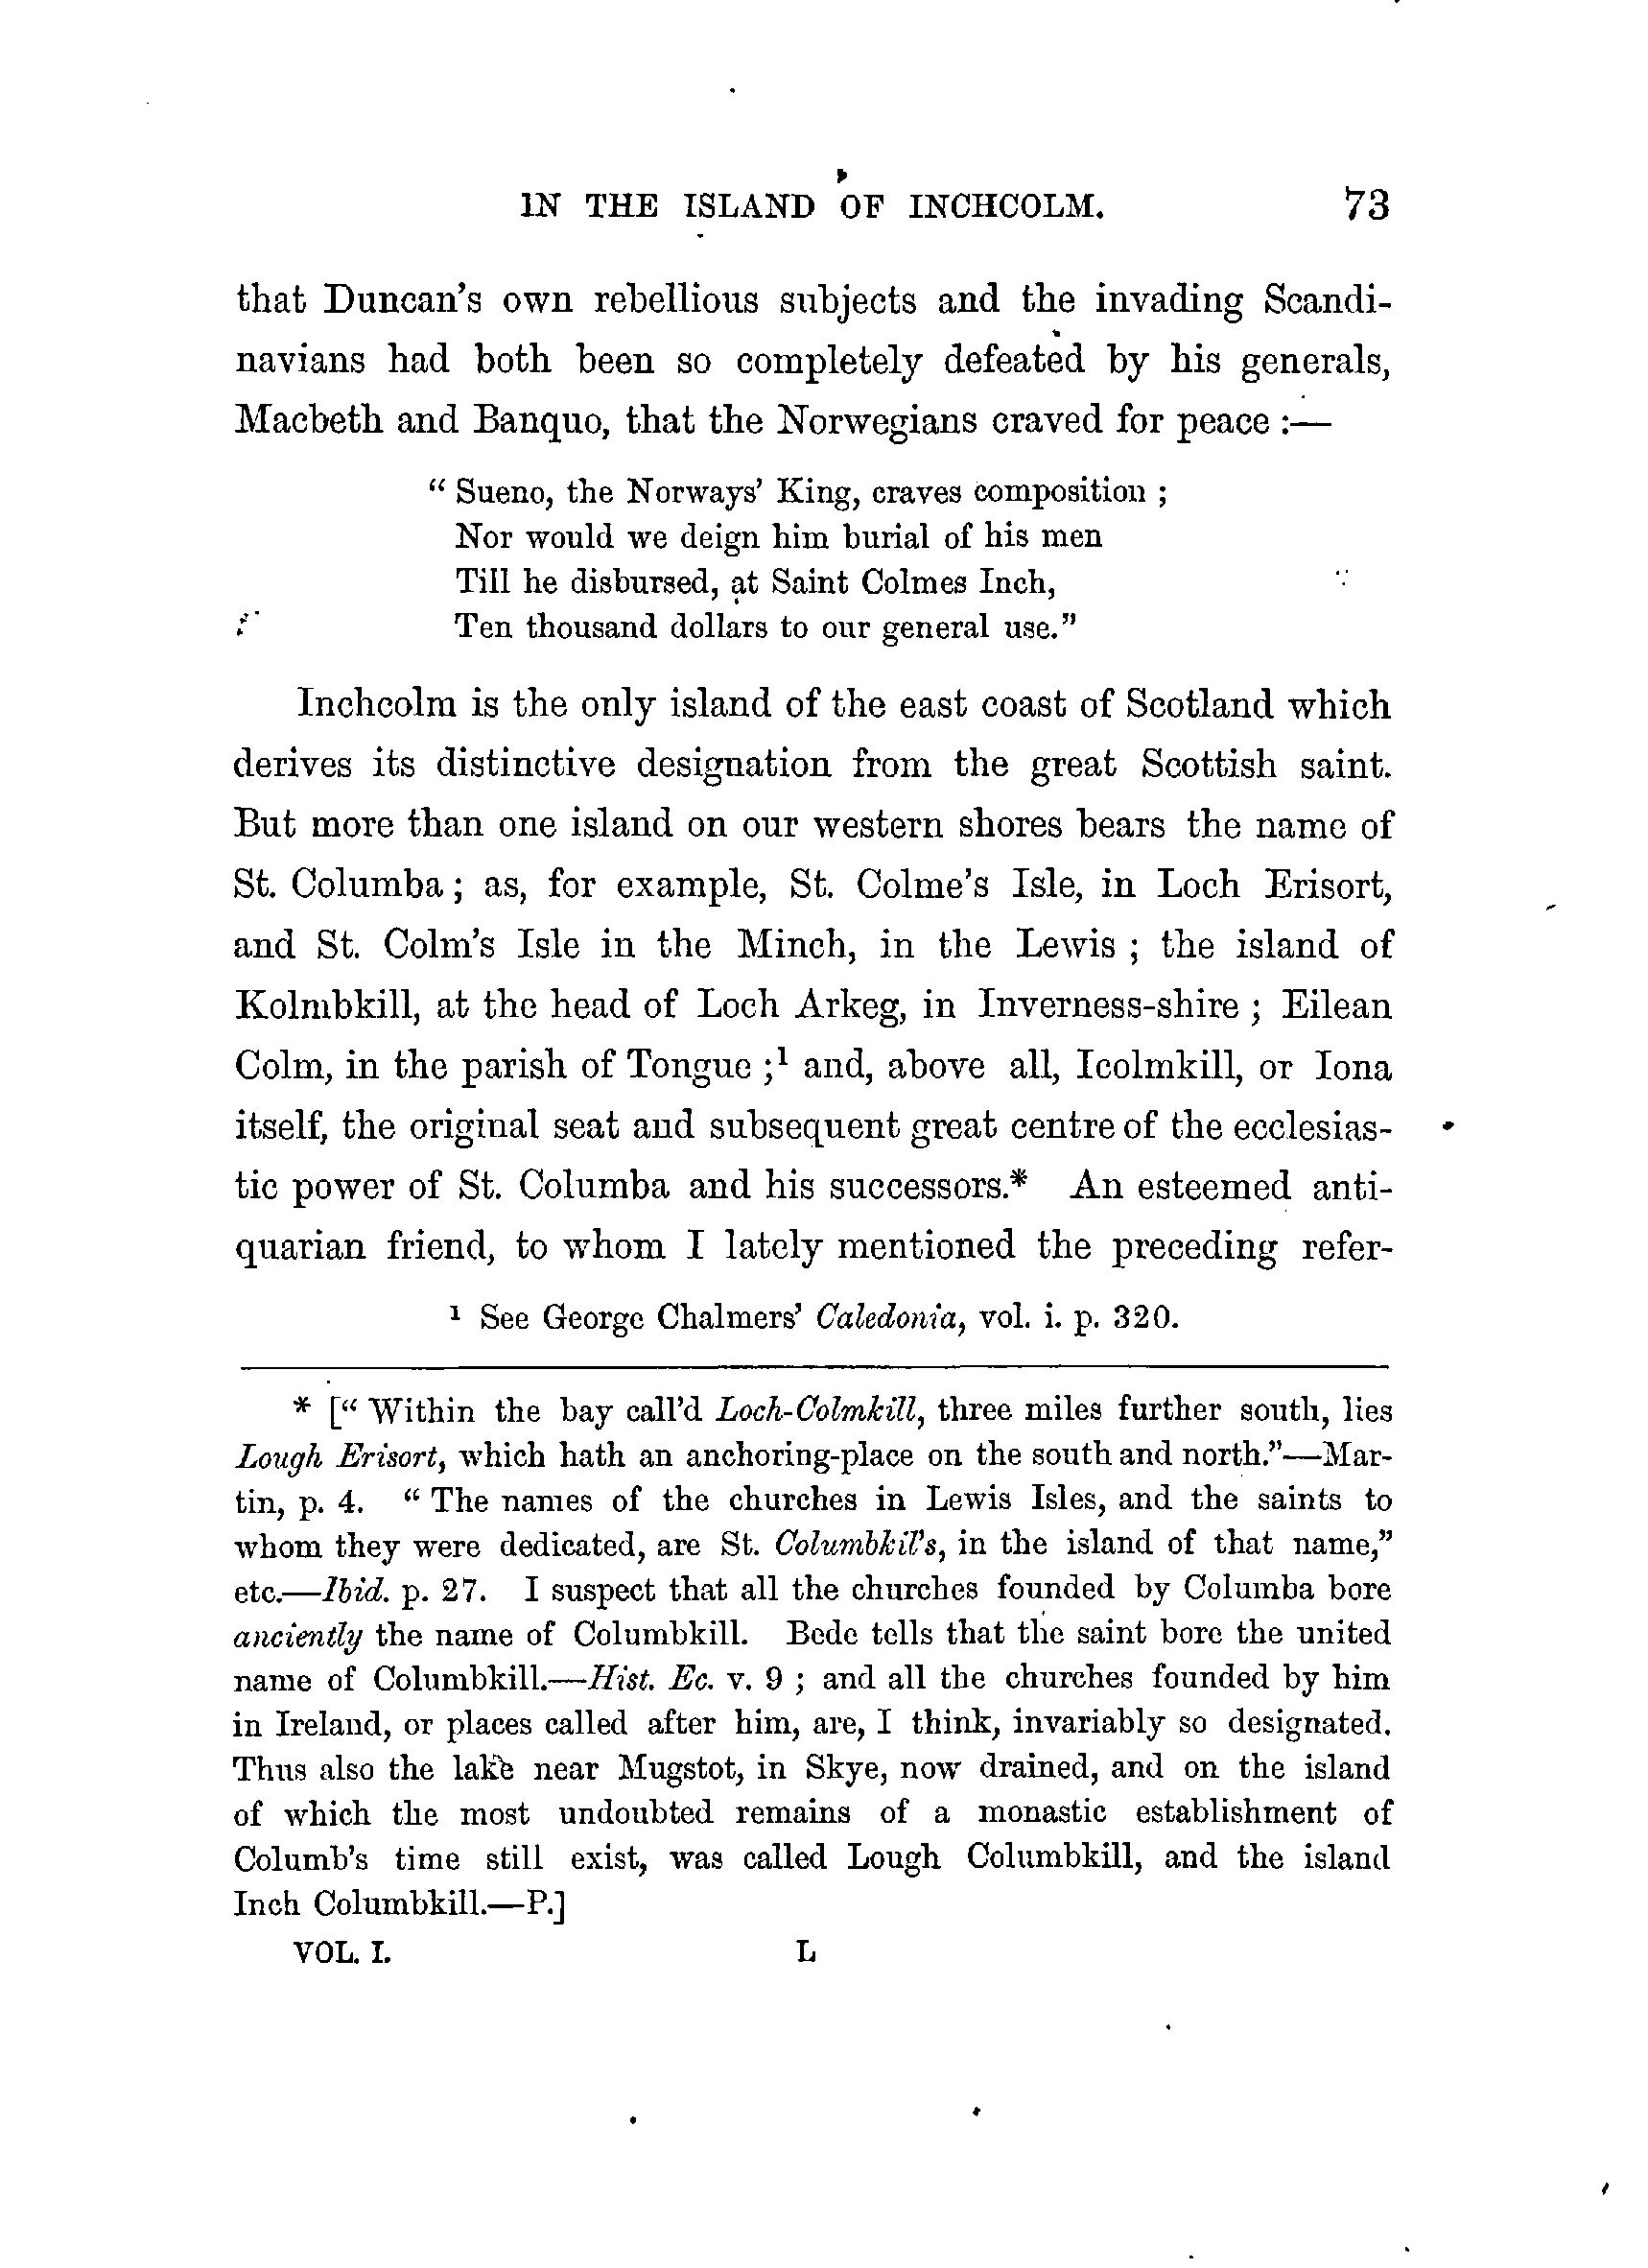 IN THE ISLAND OF INCHCOLM. 73
that Duncan's own rebellious subjects and the invading Scandi-
navians had both been so completely defeated by his generals,
Macbeth and Banquo, that the Norwegians craved for peace :—
" Sueno, the Norways' King, craves composition ;
Nor would we deign him burial of his men
Till he disbursed, at Saint Colmes Inch,
Ten thousand dollars to our general use."
Inchcolm is the only island of the east coast of Scotland which
derives its distinctive designation from the great Scottish saint.
But more than one island on our western shores bears the name of
St. Columba ; as, for example, St. Colme's Isle, in Loch Erisort,
and St. Colm's Isle in the Minch, in the Lewis ; the island of
Kolmbkill, at the head of Loch Arkeg, in Inverness-shire ; Eilean
Colm, in the parish of Tongue ;¹ and, above all, Icolmkill, or Iona
itself, the original seat and subsequent great centre of the ecclesias-
tic power of St. Columba and his successors.* An esteemed anti-
quarian friend, to whom I lately mentioned the preceding refer-
¹ See George Chalmers' Caledonia, vol. i. p. 320.
* [" Within the bay call'd Loch-Colmkill, three miles further south, lies
Lough Erisort, which hath an anchoring-place on the south and north."—Mar-
tin, p. 4. " The names of the churches in Lewis Isles, and the saints to
whom they were dedicated, are St. Columbkil's, in the island of that name,"
etc.—Ibid. p. 27. I suspect that all the churches founded by Columba bore
anciently the name of Columbkill. Bede tells that the saint bore the united
name of Columbkill.—Hist. Ec. v. 9 ; and all the churches founded by him
in Ireland, or places called after him, are, I think, invariably so designated.
Thus also the lake near Mugstot, in Skye, now drained, and on the island
of which the most undoubted remains of a monastic establishment of
Columb's time still exist, was called Lough Columbkill, and the island
Inch Columbkill.—P.]
VOL. I. L